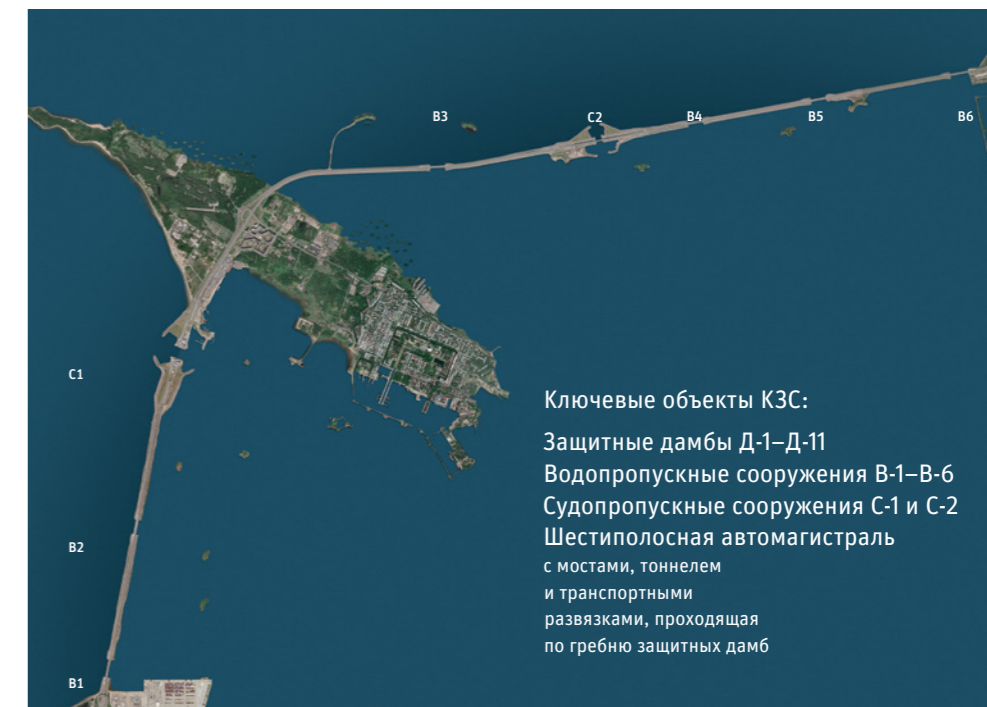 B3
C2
B4
B5
B6
C1
Ключевые объекты КЗС:
Защитные дамбы Д-1–Д-11
Водопропускные сооружения В-1–В-6
Судопропускные сооружения С-1 и С-2
Шестиполосная автомагистраль
с мостами, тоннелем
и транспортными
развязками, проходящая
по гребню защитных дамб
B2
B1